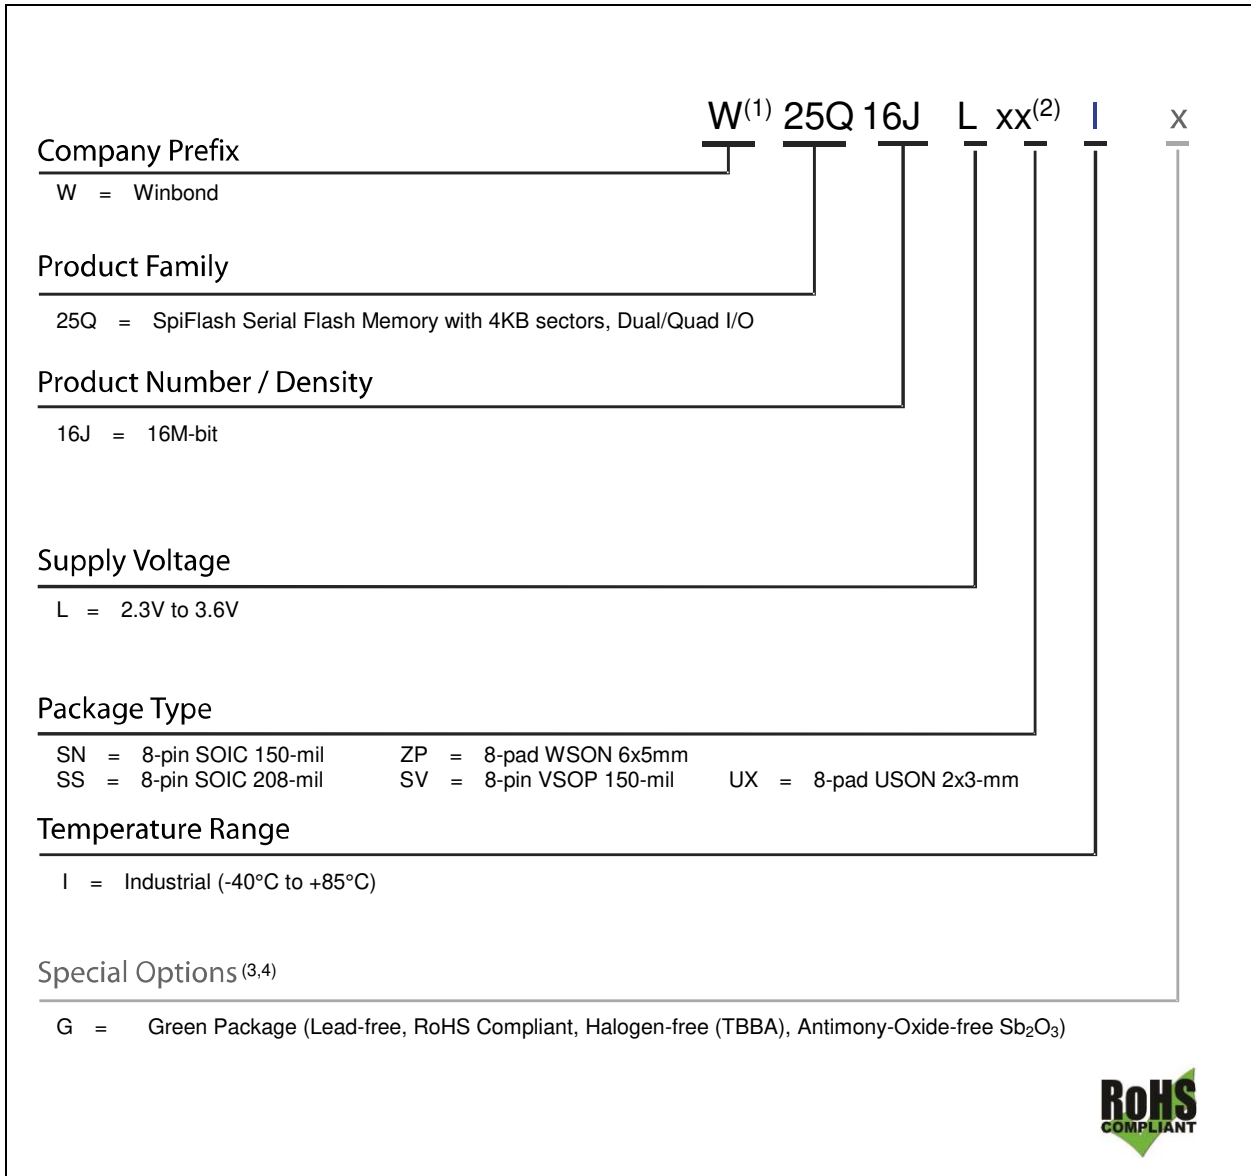 W(1) 25Q 16J L xx(2) I x
Company Prefix
W = Winbond
Product Family
25Q = SpiFlash Serial Flash Memory with 4KB sectors, Dual/Quad I/O
Product Number / Density
16J = 16M-bit
Supply Voltage
L = 2.3V to 3.6V
Package Type
SN = 8-pin SOIC 150-mil ZP = 8-pad WSON 6x5mm
SS = 8-pin SOIC 208-mil SV = 8-pin VSOP 150-mil UX = 8-pad USON 2x3-mm
Temperature Range
I = Industrial (-40°C to +85°C)
Special Options (3,4)
G = Green Package (Lead-free, RoHS Compliant, Halogen-free (TBBA), Antimony-Oxide-free Sb₂O₃)
RoHS
COMPLIANT